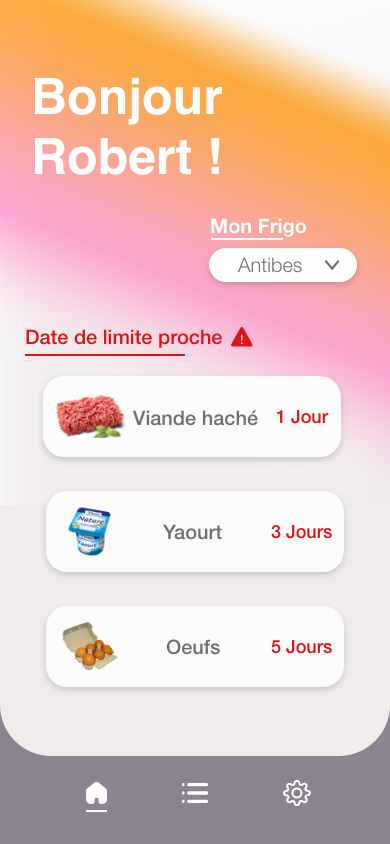 Bonjour
Robert !
Mon Frigo
Antibes
Date de limite proche
Viande haché
1 Jour
Nature
Yaourt
3 Jours
Oeufs
5 Jours